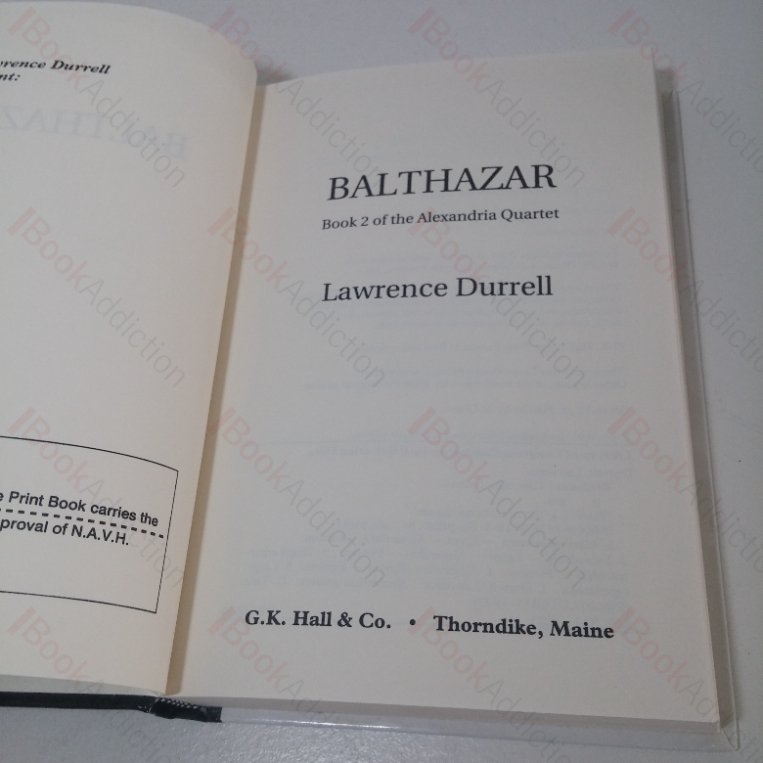 rence Durrell
nt:
BALTHAZAR
Book 2 of the Alexandria Quartet
Lawrence Durrell
e Print Book carries the
proval of N.A.V.H.
G.K. Hall & Co. • Thorndike, Maine
BookAddiction